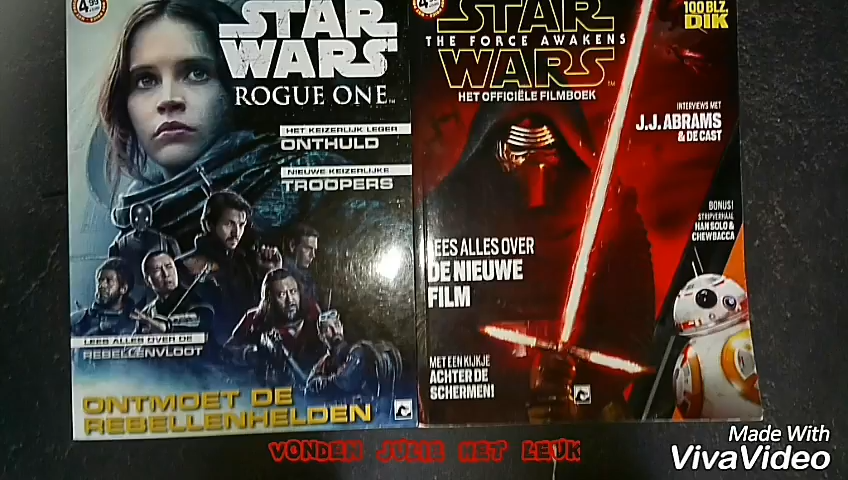 4.99
STAR
WARS
ROGUE ONE
HET KEIZERLIJK LEGER
ONTHULD
NIEUWE KEIZERLIJKE
TROOPERS
LEES ALLES OVER DE
REBELLENVLOOT
ONTMOET DE
REBELLENHELDEN
STAR
THE FORCE AWAKENS
WARS
HET OFFICIËLE FILMBOEK
100 BLZ.
DIK
INTERVIEWS MET
J.J. ABRAMS
& DE CAST
BONUS!
STRIPVERHAAL
HAN SOLO &
CHEWBACCA
LEES ALLES OVER
DE NIEUWE
FILM
MET EEN KIJKJE
ACHTER DE
SCHERMEN!
VONDEN JULIE HET LEUK
Made With
VivaVideo